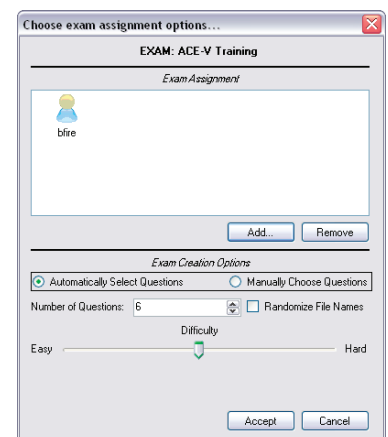 Choose exam assignment options...
EXAM: ACE-V Training
Exam Assignment
bfire
Add... Remove
Exam Creation Options
Automatically Select Questions Manually Choose Questions
Number of Questions: 6 Randomize File Names
Difficulty
Easy Hard
Accept Cancel